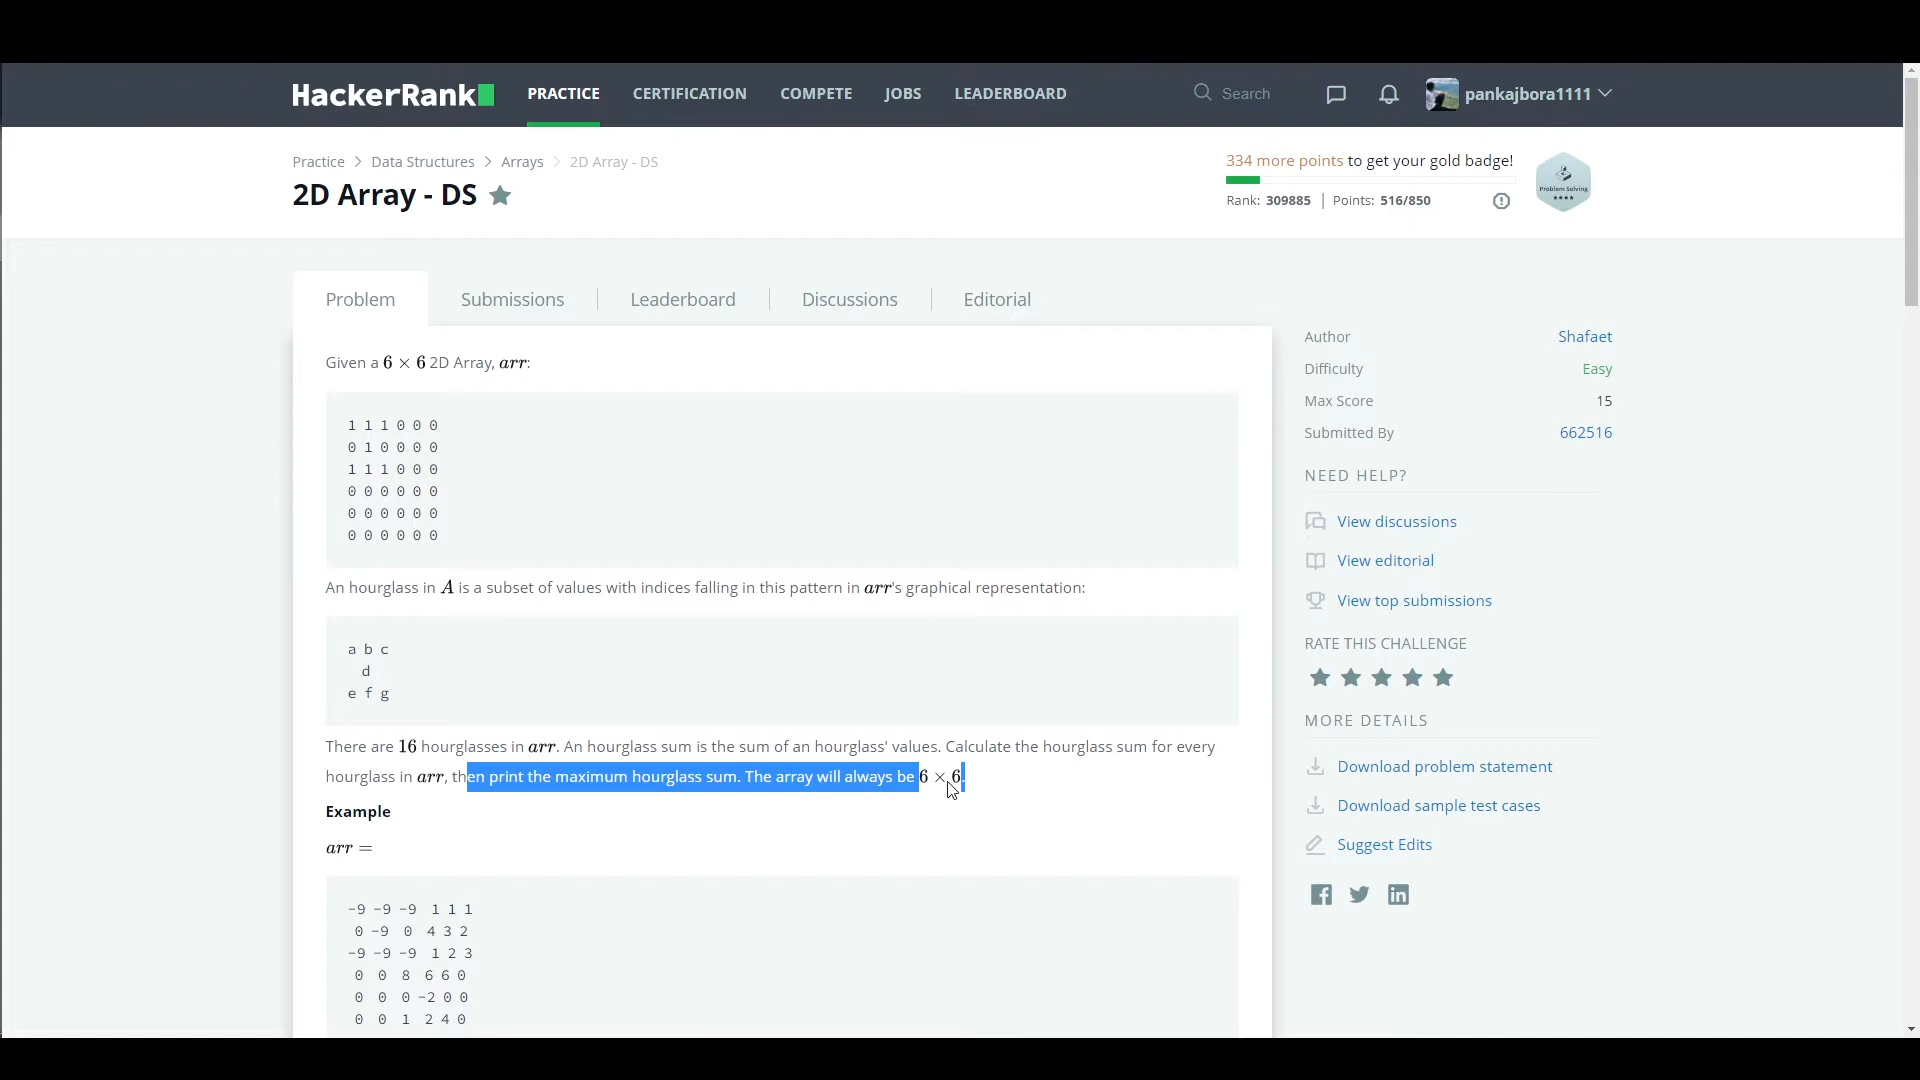 HackerRank
PRACTICE CERTIFICATION COMPETE JOBS LEADERBOARD
Search
pankajbora1111
Practice > Data Structures > Arrays > 2D Array - DS
2D Array - DS
334 more points to get your gold badge!
Rank: 309885 | Points: 516/850
Problem Solving
Problem
Submissions
Leaderboard
Discussions
Editorial
Given a 6 × 6 2D Array, arr:
1 1 1 0 0 0
0 1 0 0 0 0
1 1 1 0 0 0
0 0 0 0 0 0
0 0 0 0 0 0
0 0 0 0 0 0
An hourglass in A is a subset of values with indices falling in this pattern in arr's graphical representation:
a b c
d
e f g
There are 16 hourglasses in arr. An hourglass sum is the sum of an hourglass' values. Calculate the hourglass sum for every
hourglass in arr, then print the maximum hourglass sum. The array will always be 6 × 6.
Example
arr =
-9 -9 -9 1 1 1
0 -9 0 4 3 2
-9 -9 -9 1 2 3
0 0 8 6 6 0
0 0 0 -2 0 0
0 0 1 2 4 0
Author Shafaet
Difficulty Easy
Max Score 15
Submitted By 662516
NEED HELP?
View discussions
View editorial
View top submissions
RATE THIS CHALLENGE
MORE DETAILS
Download problem statement
Download sample test cases
Suggest Edits